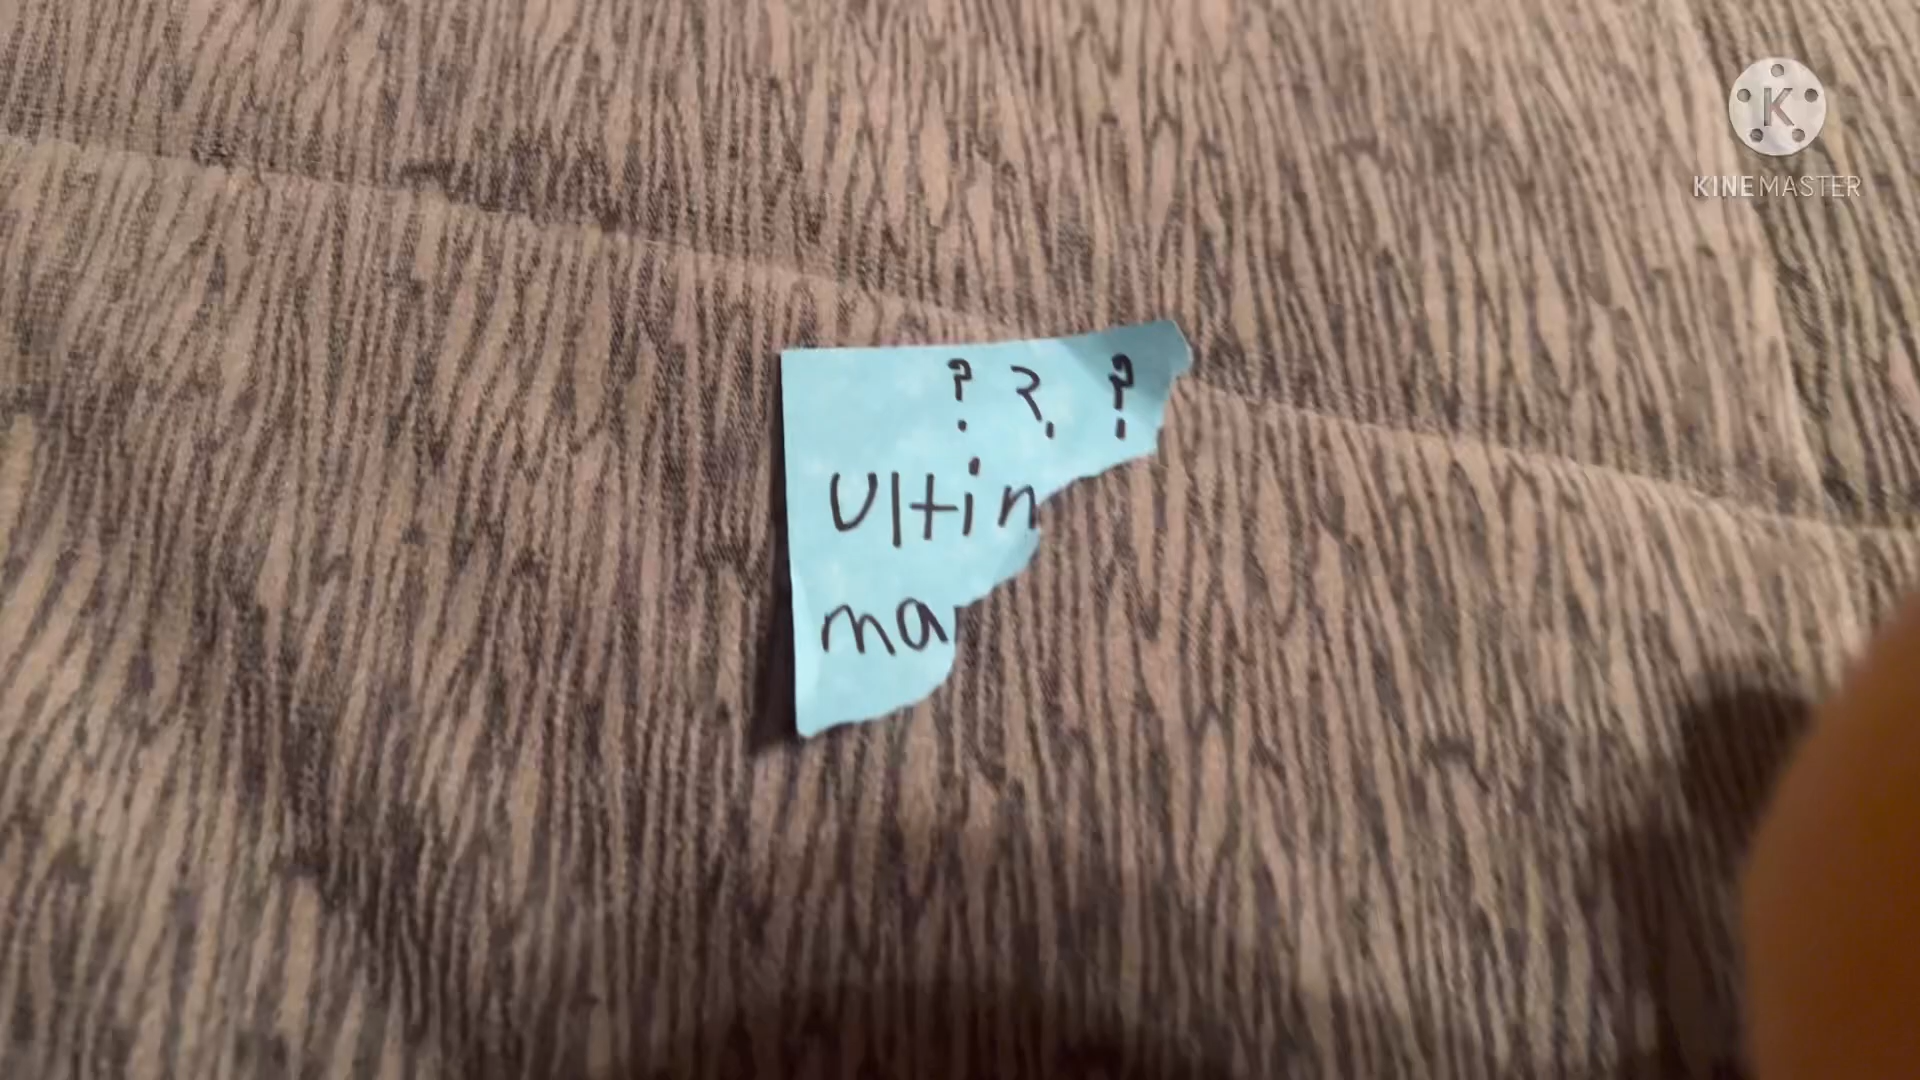 ? ? ?
Ultin
ma
K
KINEMASTER